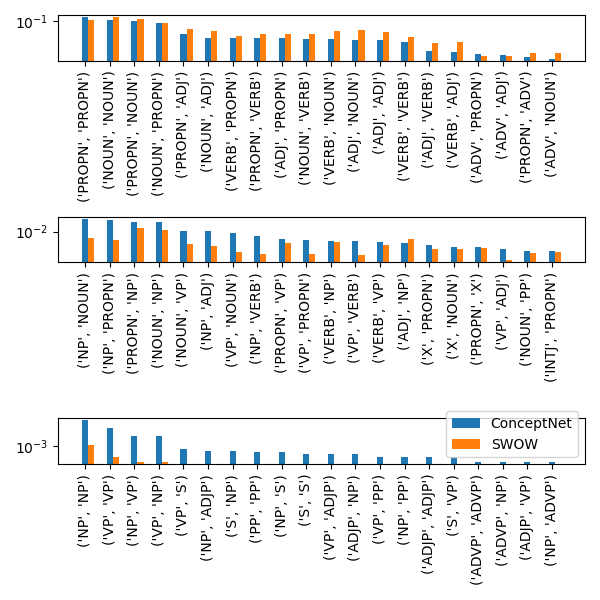 10⁻¹
('PROPN', 'PROPN')
('NOUN', 'NOUN')
('PROPN', 'NOUN')
('NOUN', 'PROPN')
('PROPN', 'ADJ')
('NOUN', 'ADJ')
('VERB', 'PROPN')
('PROPN', 'VERB')
('ADJ', 'PROPN')
('NOUN', 'VERB')
('VERB', 'NOUN')
('ADJ', 'NOUN')
('ADJ', 'ADJ')
('VERB', 'VERB')
('ADJ', 'VERB')
('VERB', 'ADJ')
('ADV', 'PROPN')
('ADV', 'ADJ')
('PROPN', 'ADV')
('ADV', 'NOUN')
10⁻²
('NP', 'NOUN')
('NP', 'PROPN')
('PROPN', 'NP')
('NOUN', 'NP')
('NOUN', 'VP')
('NP', 'ADJ')
('VP', 'NOUN')
('NP', 'VERB')
('PROPN', 'VP')
('VP', 'PROPN')
('VERB', 'NP')
('VP', 'VERB')
('VERB', 'VP')
('ADJ', 'NP')
('X', 'PROPN')
('X', 'NOUN')
('PROPN', 'X')
('VP', 'ADJ')
('NOUN', 'PP')
('INTJ', 'PROPN')
10⁻³
ConceptNet
SWOW
('NP', 'NP')
('VP', 'VP')
('NP', 'VP')
('VP', 'NP')
('VP', 'S')
('NP', 'ADJP')
('S', 'NP')
('PP', 'PP')
('NP', 'S')
('S', 'S')
('VP', 'ADJP')
('ADJP', 'NP')
('VP', 'PP')
('NP', 'PP')
('ADJP', 'ADJP')
('S', 'VP')
('ADVP', 'ADVP')
('ADVP', 'NP')
('ADJP', 'VP')
('NP', 'ADVP')